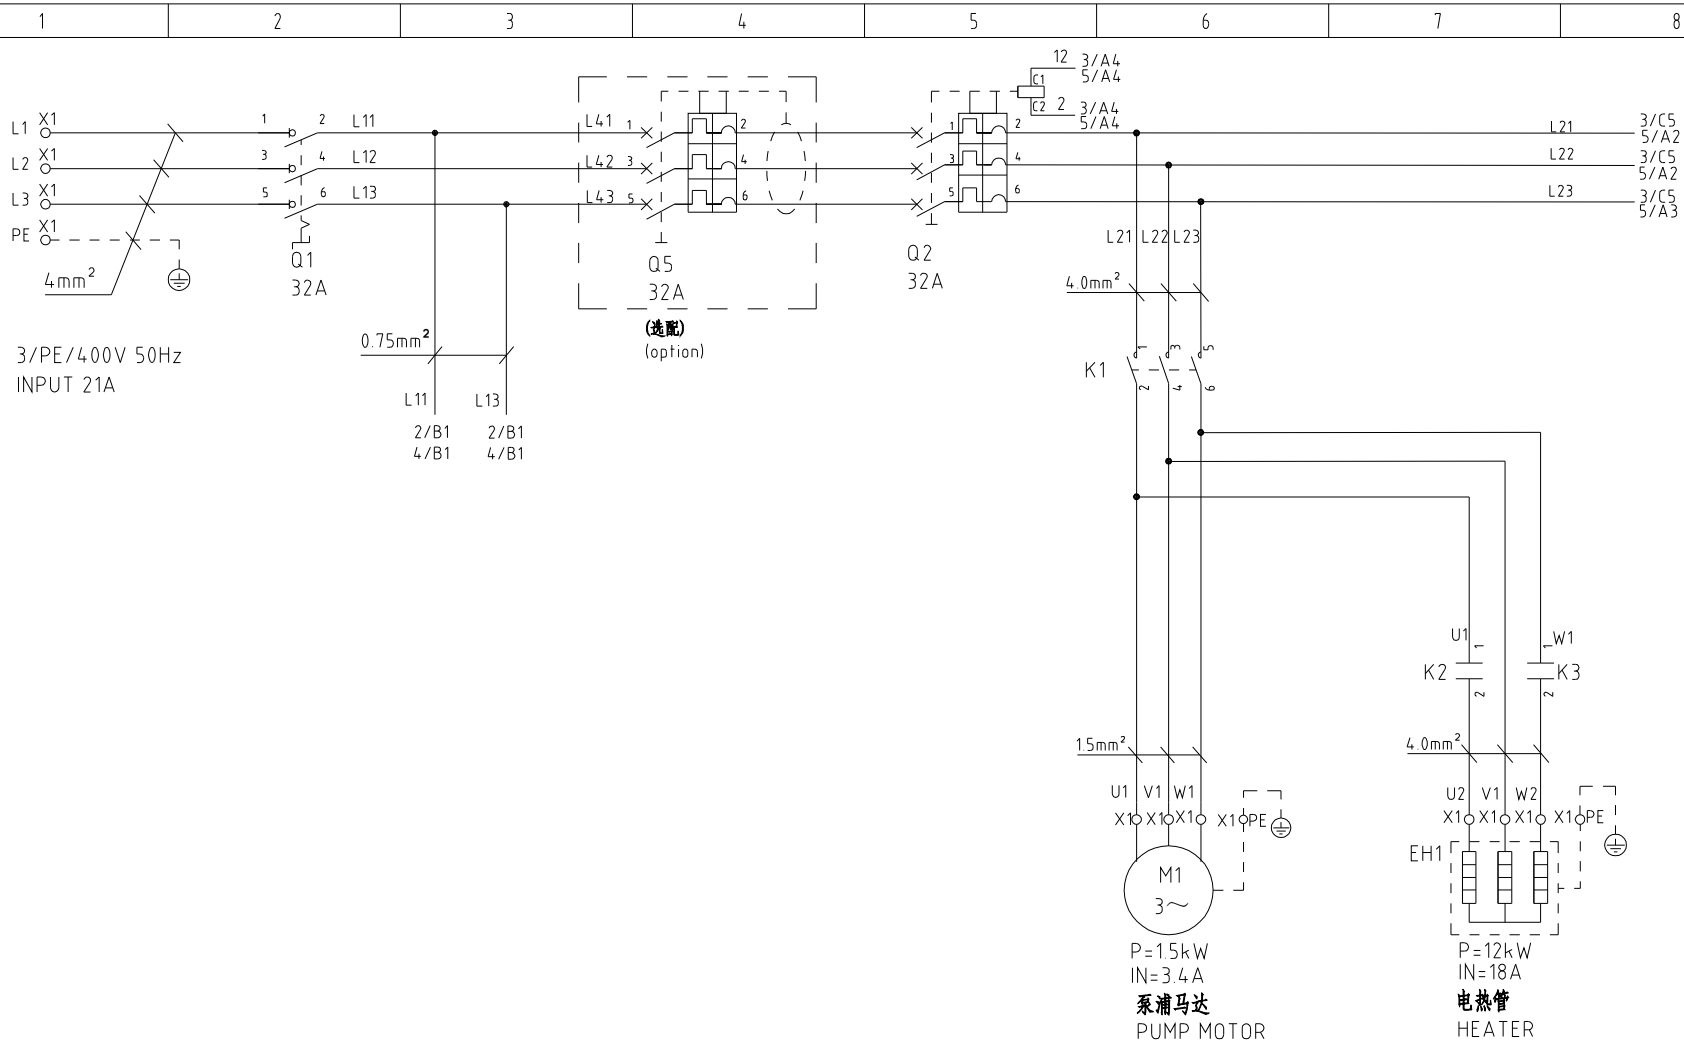 1 2 3 4 5 6 7 8
12 3/A4
5/A4
C1
C2 2 3/A4
5/A4
L1 X1 1 2 L11 L41 1 2 1 2 L21 3/C5
5/A2
L2 X1 3 4 L12 L42 3 4 3 4 L22 3/C5
5/A2
L3 X1 5 6 L13 L43 5 6 5 6 L23 3/C5
5/A3
PE X1
L21 L22 L23
4mm²
Q1
32A
Q5
32A
Q2
32A
4.0mm²
(选配)
(option)
0.75mm²
3/PE/400V 50Hz
INPUT 21A
K1 1 3 5
2 4 6
L11 L13
2/B1 2/B1
4/B1 4/B1
U1 1 1 W1
K2 K3
2 2
1.5mm² 4.0mm²
U1 V1 W1 U2 V1 W2
X1 X1 X1 X1 PE X1 X1 X1 X1 PE
EH1
M1
3～
P=1.5kW
IN=3.4A
泵浦马达
PUMP MOTOR
P=12kW
IN=18A
电热管
HEATER